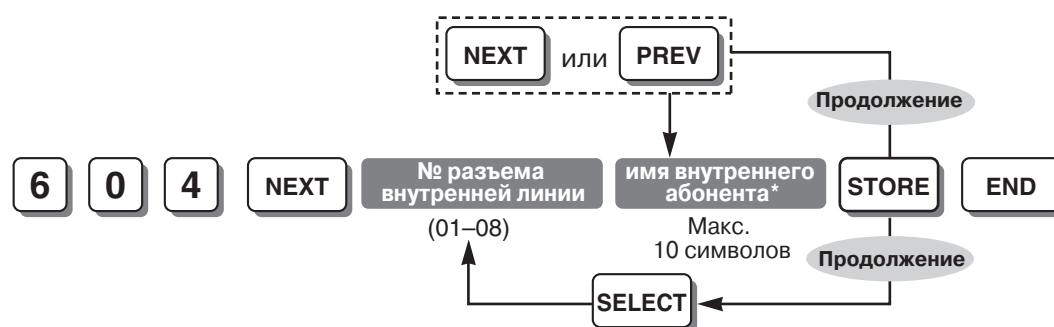 NEXT или PREV
Продолжение
6 0 4 NEXT № разъема внутренней линии имя внутреннего абонента* STORE END
(01–08)
Макс.
10 символов
Продолжение
SELECT